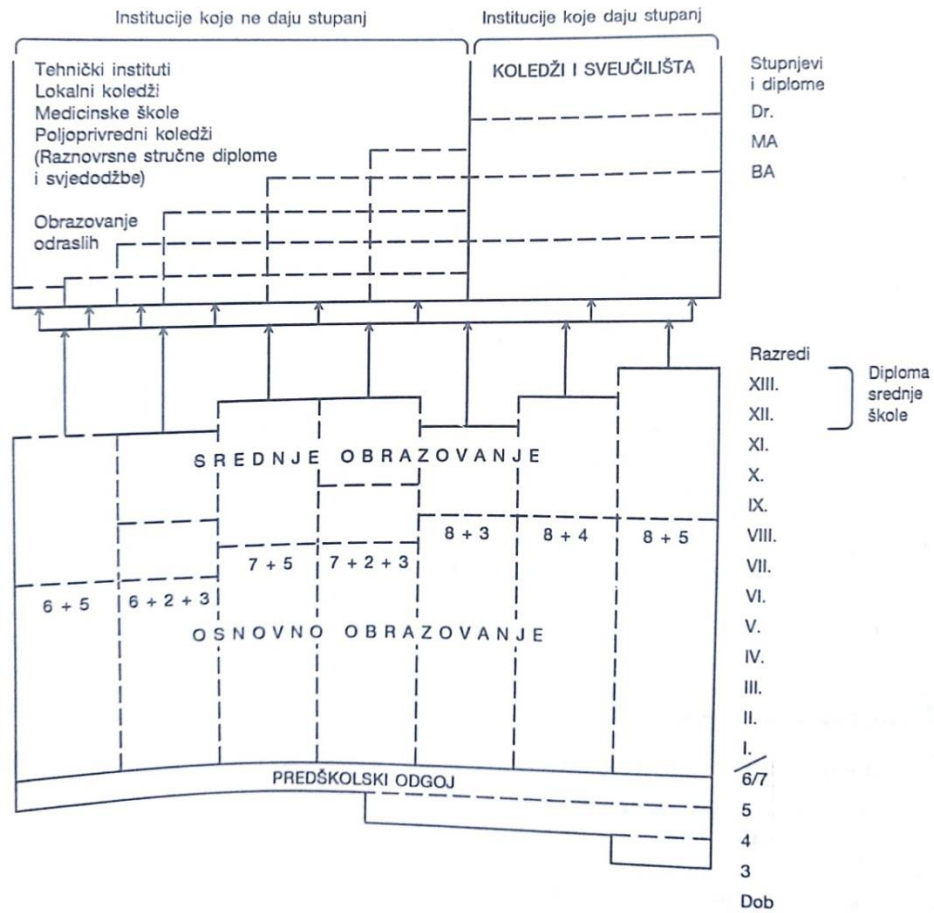 Institucije koje ne daju stupanj
Institucije koje daju stupanj
Tehnički instituti
Lokalni koledži
Medicinske škole
Poljoprivredni koledži
(Raznovrsne stručne diplome
i svjedodžbe)
Obrazovanje
odraslih
KOLEDŽI I SVEUČILIŠTA
Stupnjevi
i diplome
Dr.
MA
BA
Razredi
XIII.
XII.
XI.
X.
IX.
VIII.
VII.
VI.
V.
IV.
III.
II.
I.
6/7
5
4
3
Dob
Diploma
srednje
škole
SREDNJE OBRAZOVANJE
8 + 3
8 + 4
8 + 5
7 + 5
7 + 2 + 3
6 + 5
6 + 2 + 3
OSNOVNO OBRAZOVANJE
PREDŠKOLSKI ODGOJ